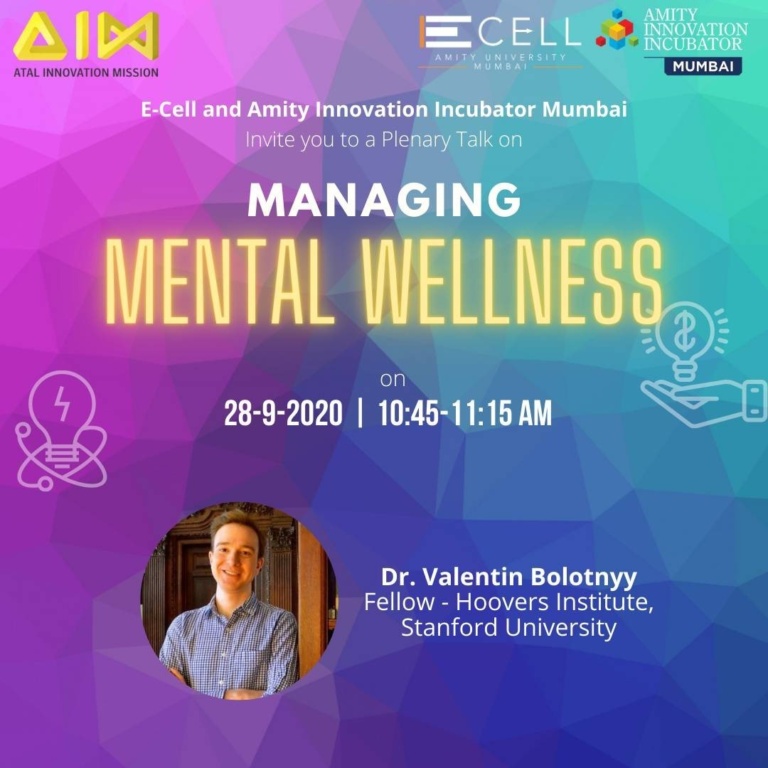 AIM
ATAL INNOVATION MISSION
E CELL
AMITY UNIVERSITY
MUMBAI
AMITY
INNOVATION
INCUBATOR
MUMBAI
E-Cell and Amity Innovation Incubator Mumbai
Invite you to a Plenary Talk on
MANAGING
MENTAL WELLNESS
on
28-9-2020 | 10:45-11:15 AM
Dr. Valentin Bolotnyy
Fellow - Hoovers Institute,
Stanford University